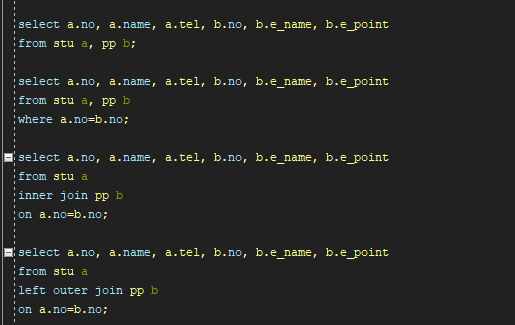 select a.no, a.name, a.tel, b.no, b.e_name, b.e_point
from stu a, pp b;
select a.no, a.name, a.tel, b.no, b.e_name, b.e_point
from stu a, pp b
where a.no=b.no;
select a.no, a.name, a.tel, b.no, b.e_name, b.e_point
from stu a
inner join pp b
on a.no=b.no;
select a.no, a.name, a.tel, b.no, b.e_name, b.e_point
from stu a
left outer join pp b
on a.no=b.no;